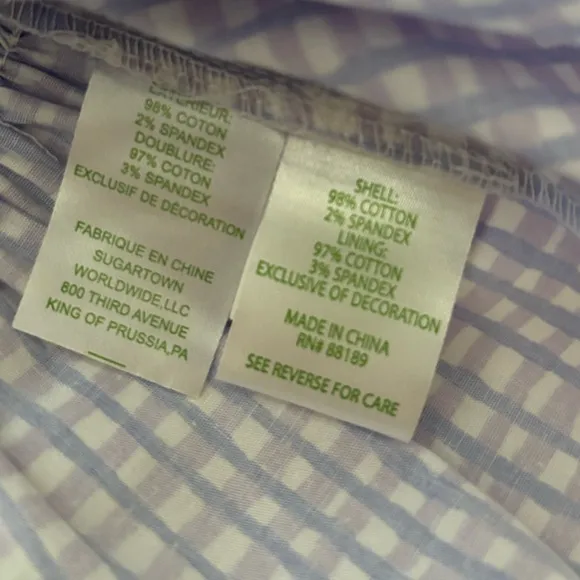 EXTÉRIEUR:
98% COTON
2% SPANDEX
DOUBLURE:
97% COTON
3% SPANDEX
EXCLUSIF DE DÉCORATION
FABRIQUE EN CHINE
SUGARTOWN
WORLDWIDE,LLC
800 THIRD AVENUE
KING OF PRUSSIA,PA
SHELL:
98% COTTON
2% SPANDEX
LINING:
97% COTTON
3% SPANDEX
EXCLUSIVE OF DECORATION
MADE IN CHINA
RN# 88189
SEE REVERSE FOR CARE